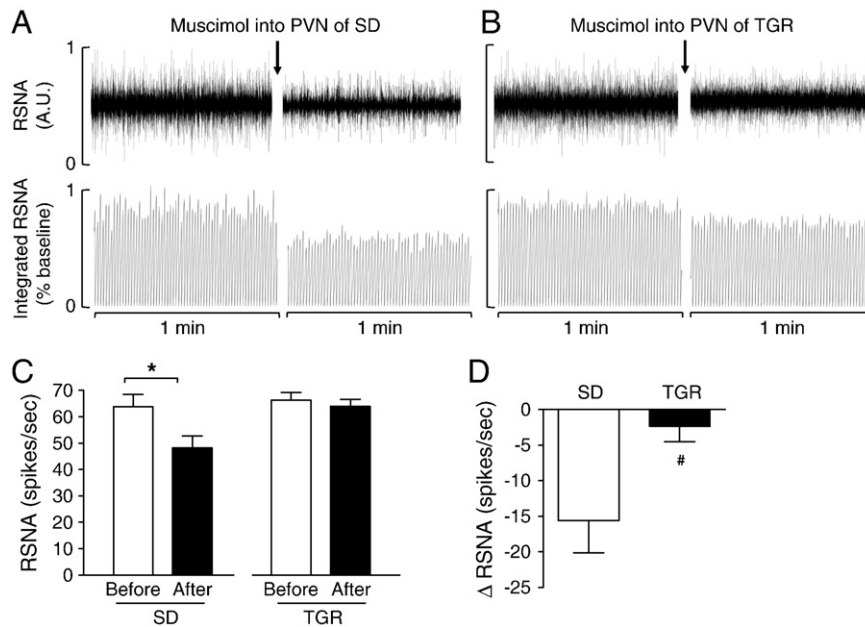 A
Muscimol into PVN of SD
B
Muscimol into PVN of TGR
RSNA
(A.U.)
1
0
Integrated RSNA
(% baseline)
1
0
1 min
1 min
1 min
1 min
C
*
RSNA (spikes/sec)
70
60
50
40
30
20
10
0
Before After
SD
Before After
TGR
D
SD
TGR
Δ RSNA (spikes/sec)
0
-5
-10
-15
-20
-25
#